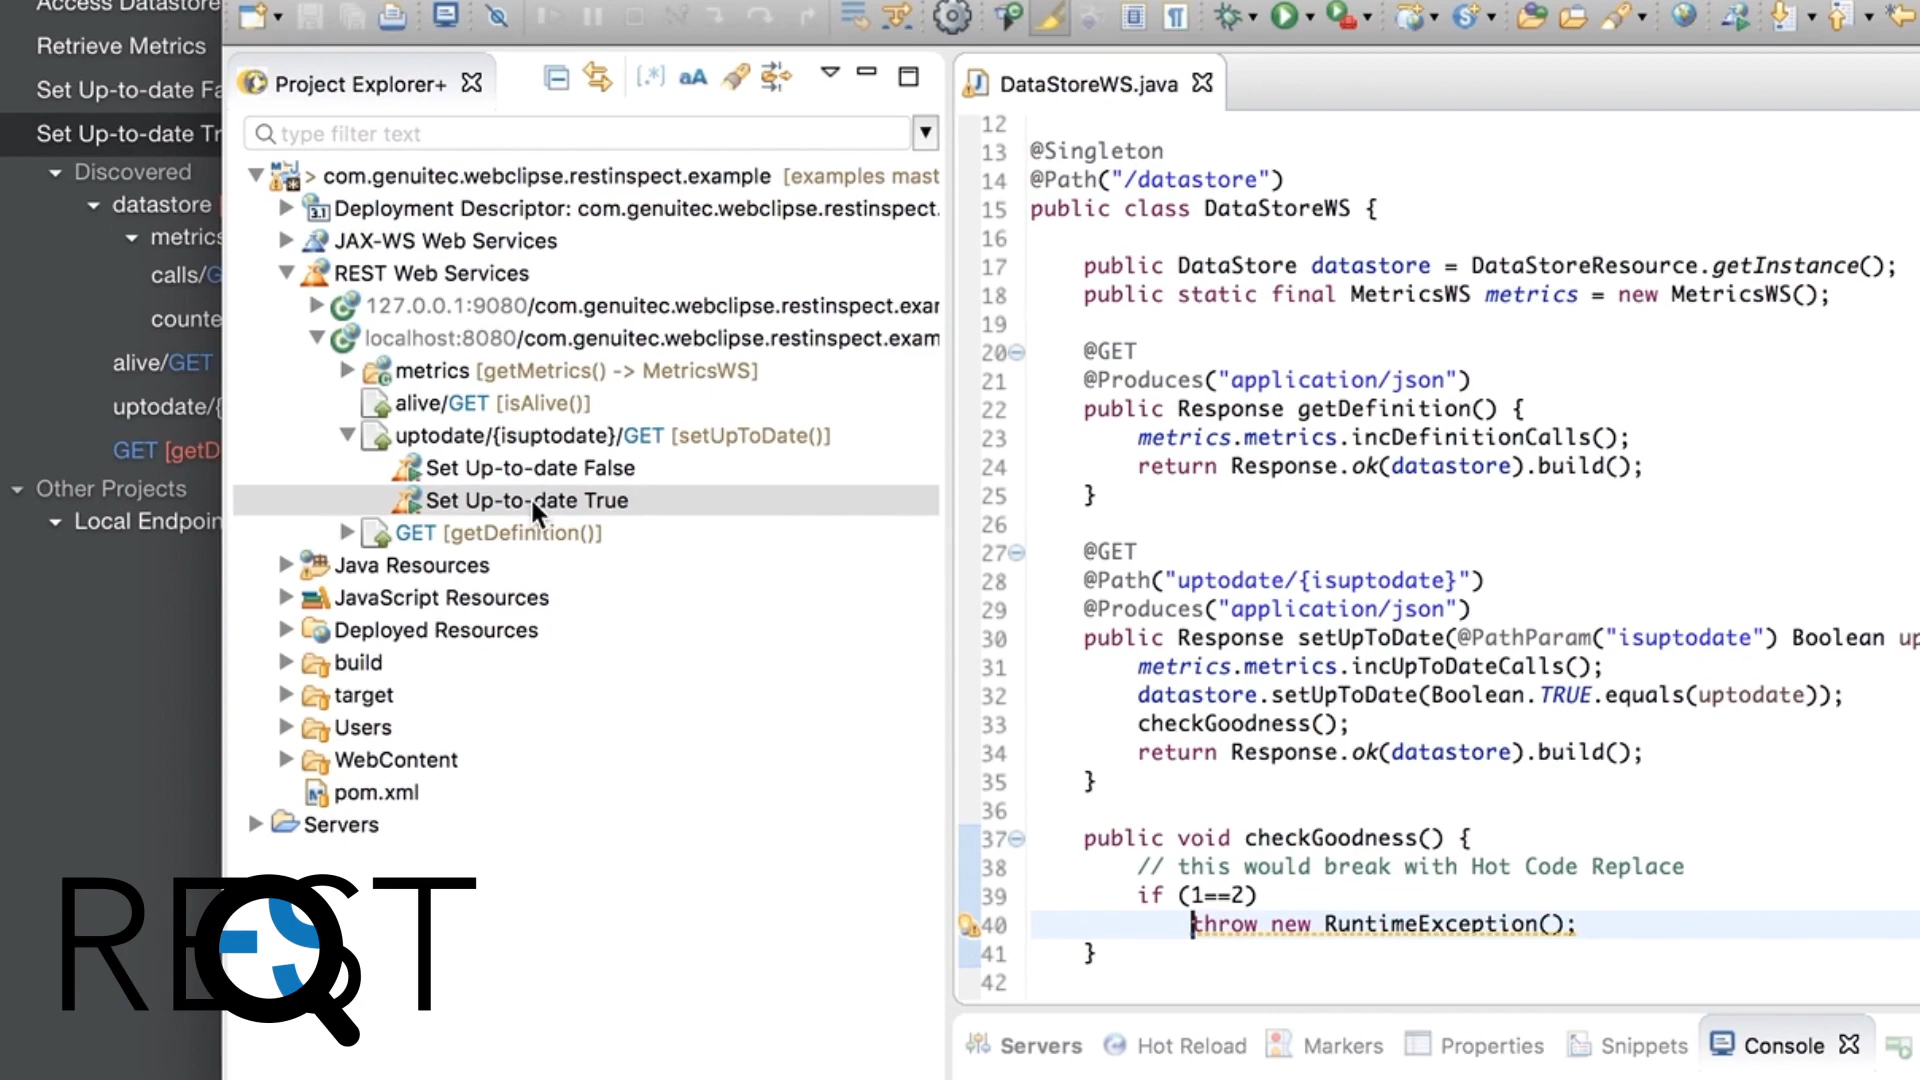 Access Datastore
Retrieve Metrics
Set Up-to-date Fa
Set Up-to-date Tr
Discovered
datastore
metrics
calls/G
counte
alive/GET
uptodate/{
GET [getD
Other Projects
Local Endpoin
Project Explorer+
type filter text
> com.genuitec.webclipse.restinspect.example [examples mast
3.1 Deployment Descriptor: com.genuitec.webclipse.restinspect.
JAX-WS Web Services
REST Web Services
127.0.0.1:9080/com.genuitec.webclipse.restinspect.exar
localhost:8080/com.genuitec.webclipse.restinspect.exam
metrics [getMetrics() -> MetricsWS]
alive/GET [isAlive()]
uptodate/{isuptodate}/GET [setUpToDate()]
Set Up-to-date False
Set Up-to-date True
GET [getDefinition()]
Java Resources
JavaScript Resources
Deployed Resources
build
target
Users
WebContent
pom.xml
Servers
REST
DataStoreWS.java
12
13 @Singleton
14 @Path("/datastore")
15 public class DataStoreWS {
16
17 public DataStore datastore = DataStoreResource.getInstance();
18 public static final MetricsWS metrics = new MetricsWS();
19
20 @GET
21 @Produces("application/json")
22 public Response getDefinition() {
23 metrics.metrics.incDefinitionCalls();
24 return Response.ok(datastore).build();
25 }
26
27 @GET
28 @Path("uptodate/{isuptodate}")
29 @Produces("application/json")
30 public Response setUpToDate(@PathParam("isuptodate") Boolean up
31 metrics.metrics.incUpToDateCalls();
32 datastore.setUpToDate(Boolean.TRUE.equals(uptodate));
33 checkGoodness();
34 return Response.ok(datastore).build();
35 }
36
37 public void checkGoodness() {
38 // this would break with Hot Code Replace
39 if (1==2)
40 throw new RuntimeException();
41 }
42
Servers Hot Reload Markers Properties Snippets Console